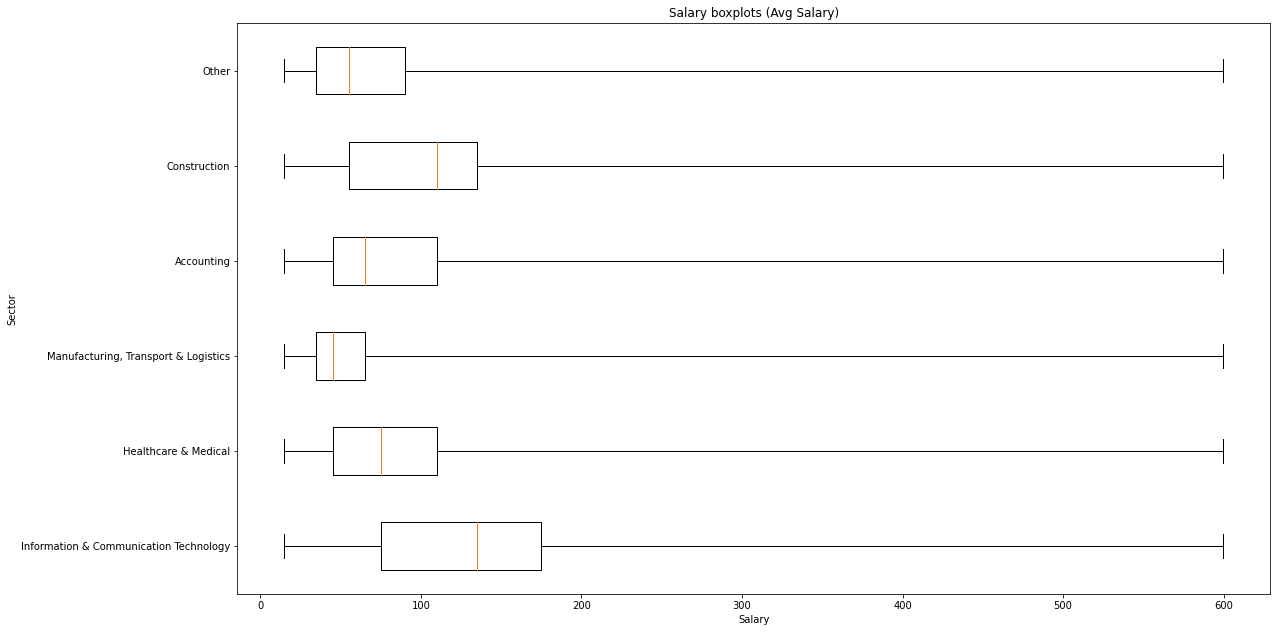 Salary boxplots (Avg Salary)
Other
Construction
Accounting
Manufacturing, Transport & Logistics
Healthcare & Medical
Information & Communication Technology
Sector
0 100 200 300 400 500 600
Salary